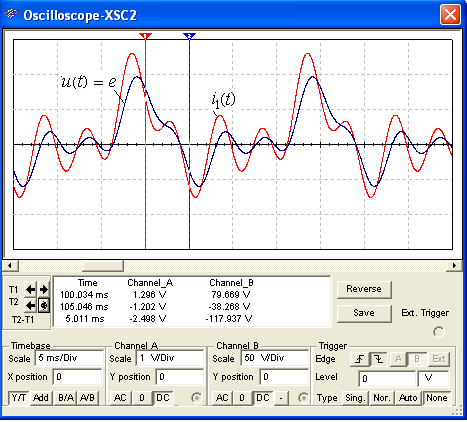 Oscilloscope-XSC2
1 2
u(t) = e
i1(t)
T1
T2
T2-T1
Time Channel_A Channel_B
100.034 ms 1.296 V 79.669 V
105.046 ms -1.202 V -38.268 V
5.011 ms -2.498 V -117.937 V
Reverse
Save
Ext. Trigger
Timebase
Scale 5 ms/Div
X position 0
Y/T Add B/A A/B
Channel A
Scale 1 V/Div
Y position 0
AC 0 DC
Channel B
Scale 50 V/Div
Y position 0
AC 0 DC -
Trigger
Edge A B Ext
Level 0 V
Type Sing. Nor. Auto None